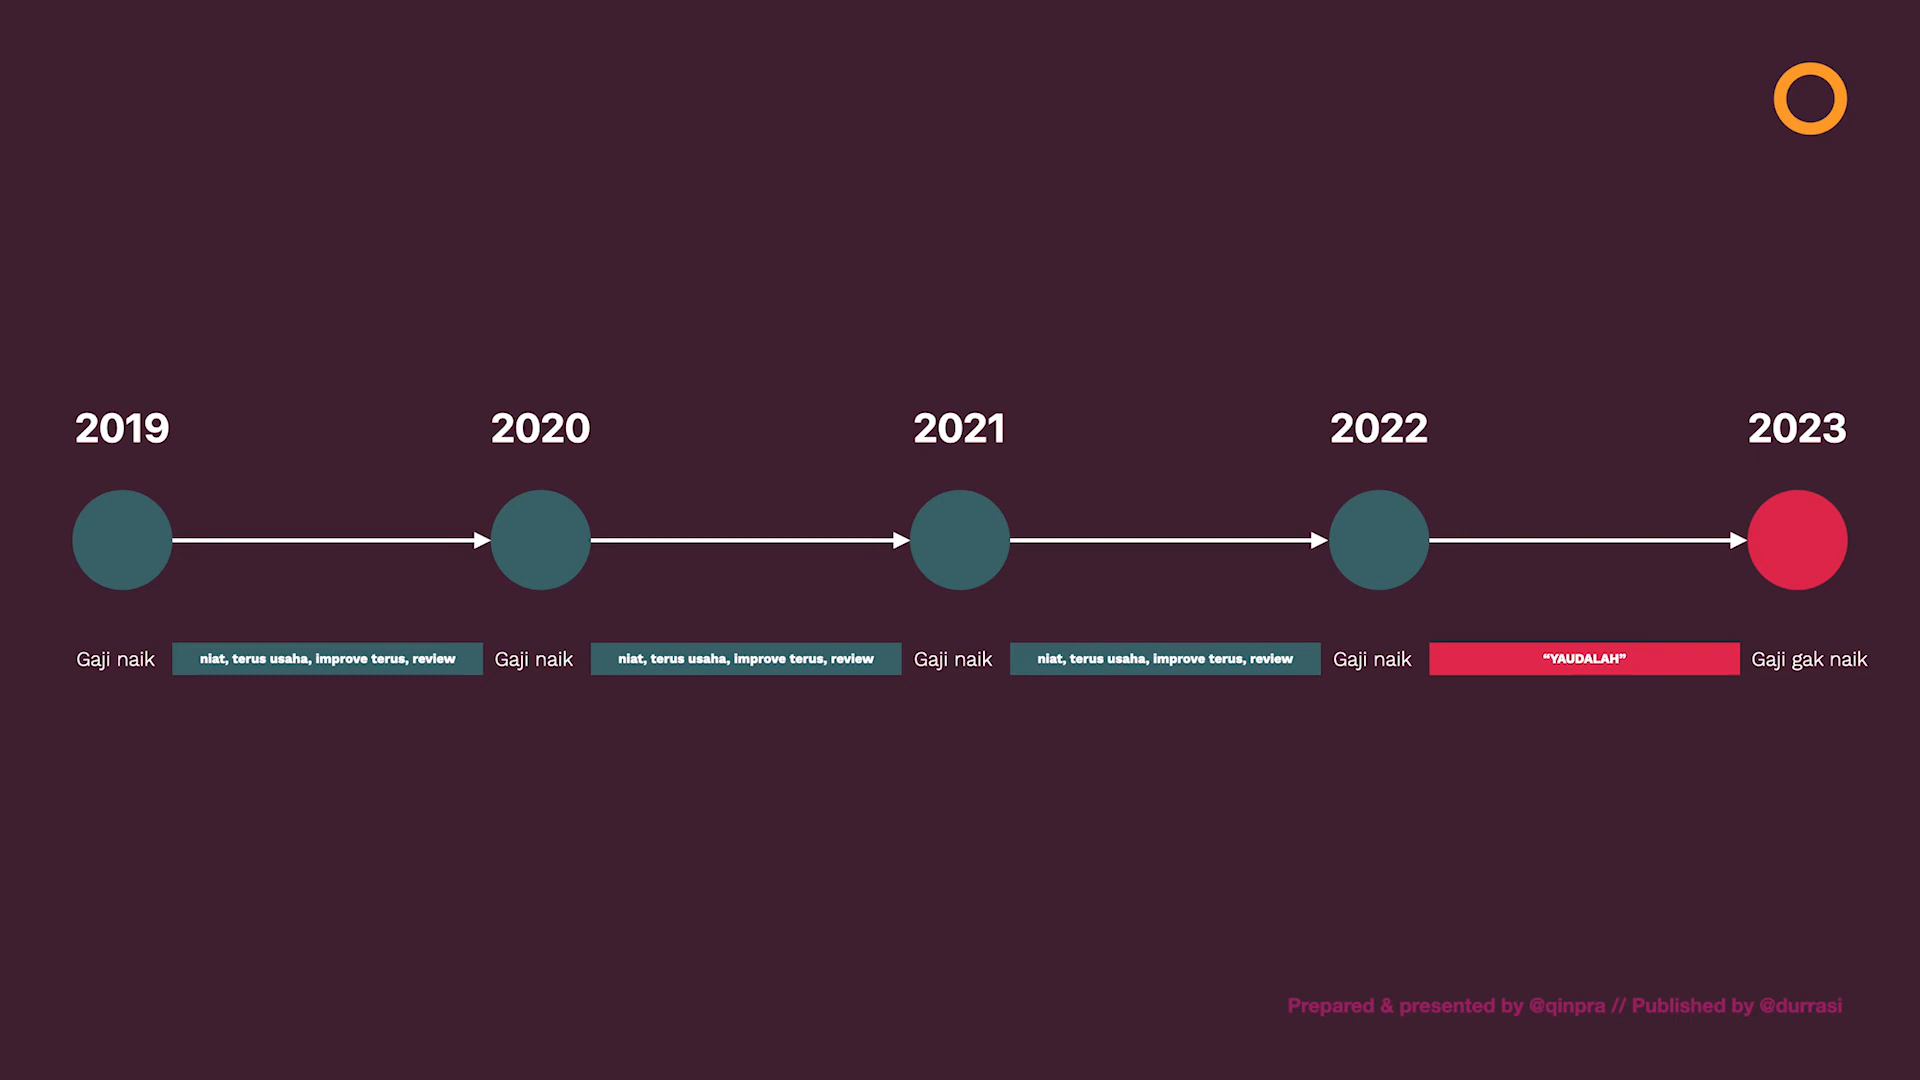 2019 2020 2021 2022 2023
Gaji naik niat, terus usaha, improve terus, review Gaji naik niat, terus usaha, improve terus, review Gaji naik niat, terus usaha, improve terus, review Gaji naik “YAUDALAH” Gaji gak naik
Prepared & presented by @qinpra // Published by @durrasi